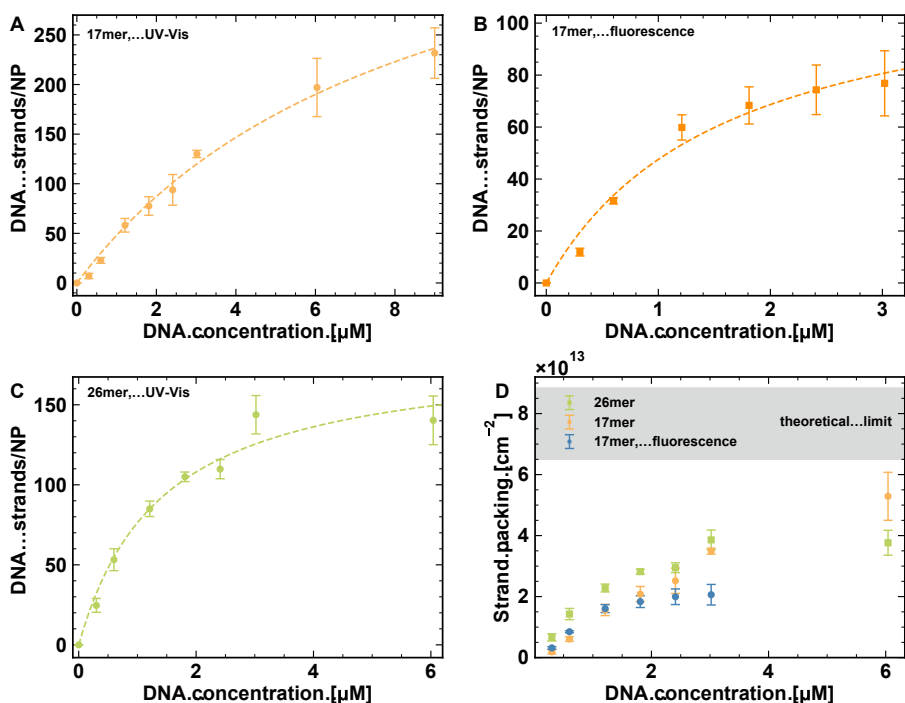 A
17mer,...UV-Vis
250
200
150
100
50
0
DNA...strands/NP
0 2 4 6 8
DNA.concentration.[µM]
B
17mer,...fluorescence
100
80
60
40
20
0
DNA...strands/NP
0 1 2 3
DNA.concentration.[µM]
C
26mer,...UV-Vis
150
100
50
0
DNA...strands/NP
0 2 4 6
DNA.concentration.[µM]
×10¹³
D
26mer
17mer
17mer,...fluorescence
theoretical...limit
8
6
4
2
0
Strand.packing.[cm⁻²]
2 4 6
DNA.concentration.[µM]